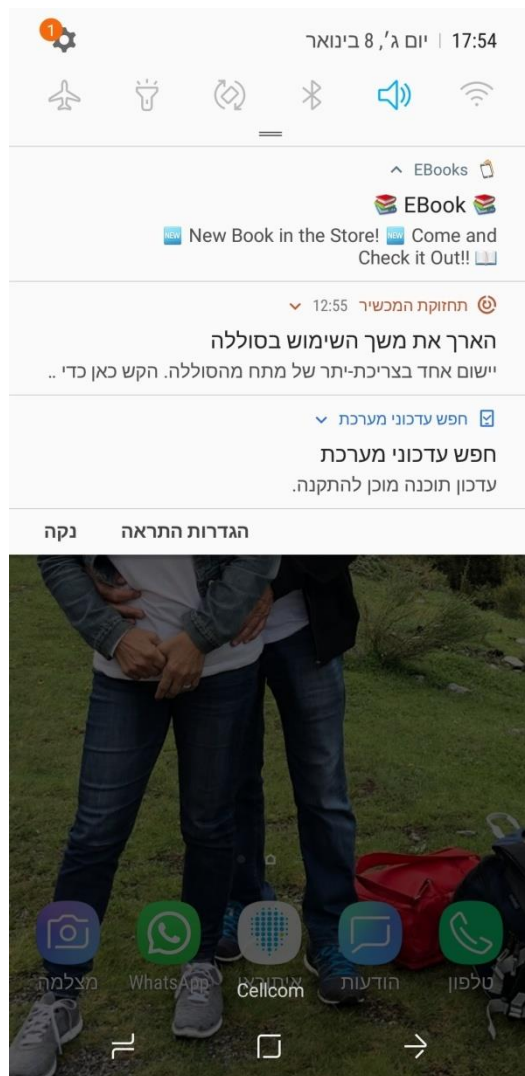 17:54 | יום ג׳, 8 בינואר
1
EBooks
📚 EBook 📚
🆕 New Book in the Store! 🆕 Come and
Check it Out!! 📖
תחזוקת המכשיר 12:55
הארך את משך השימוש בסוללה
יישום אחד בצריכת-יתר של מתח מהסוללה. הקש כאן כדי ..
חפש עדכוני מערכת
חפש עדכוני מערכת
עדכון תוכנה מוכן להתקנה.
הגדרות התראה
נקה
טלפון
הודעות
WhatsApp
מצלמה
Cellcom